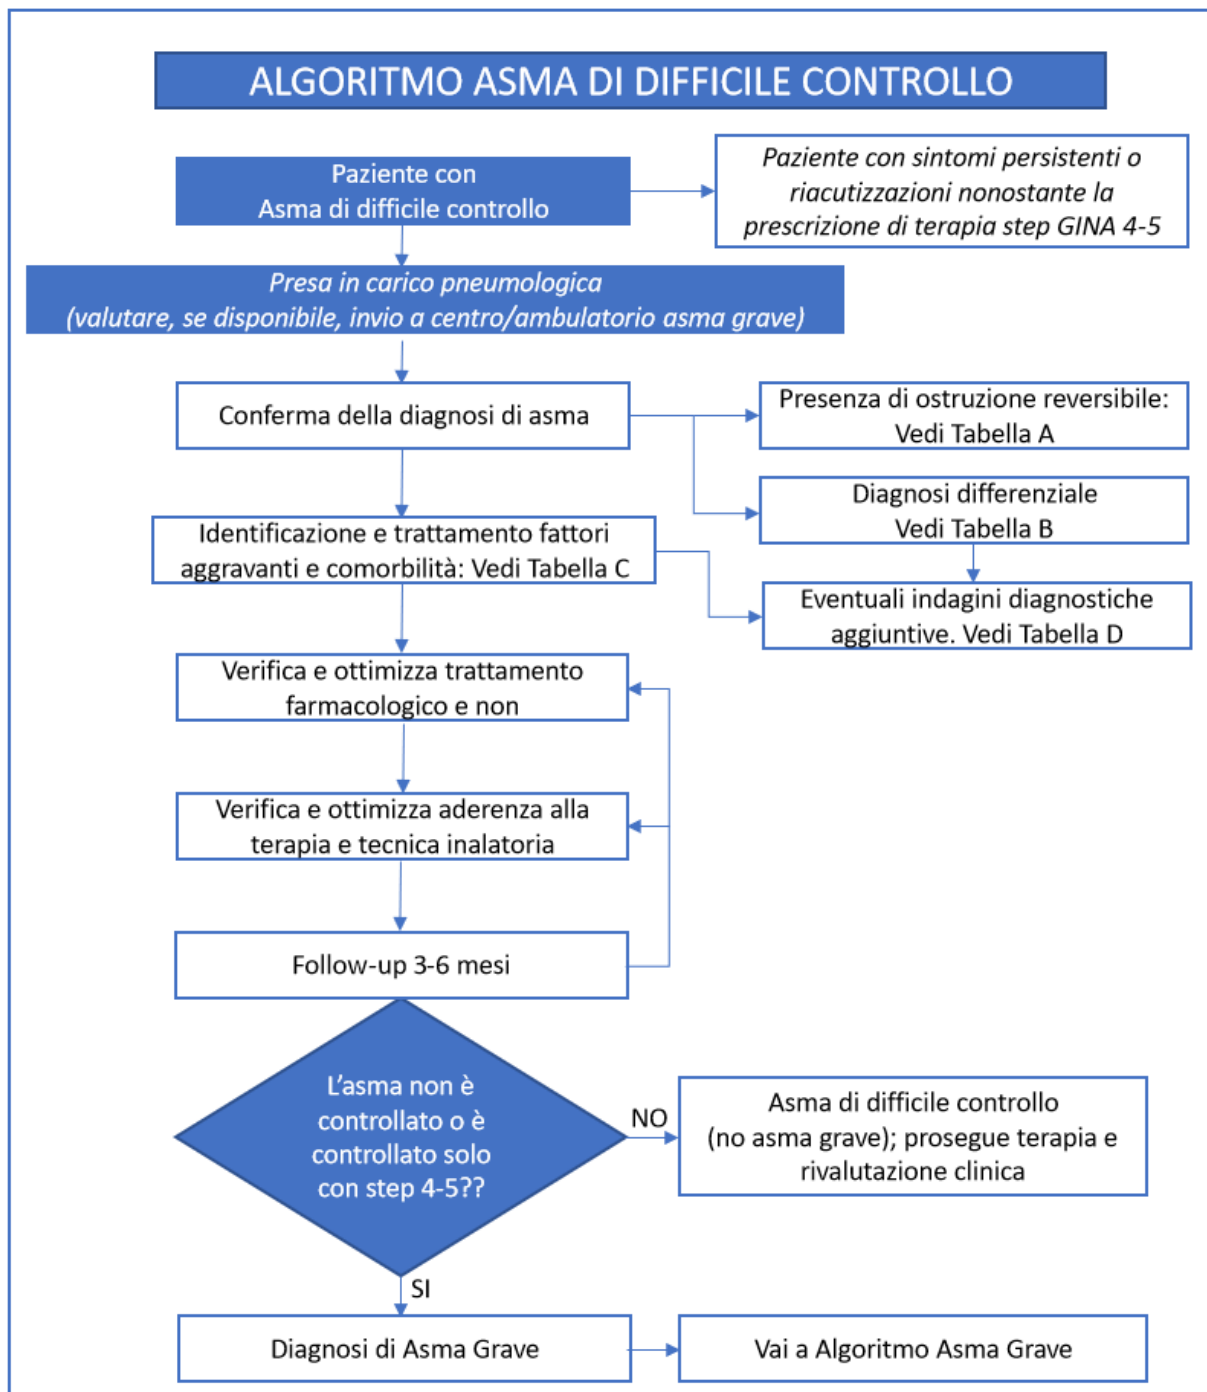 ALGORITMO ASMA DI DIFFICILE CONTROLLO
Paziente con
Asma di difficile controllo
Paziente con sintomi persistenti o
riacutizzazioni nonostante la
prescrizione di terapia step GINA 4-5
Presa in carico pneumologica
(valutare, se disponibile, invio a centro/ambulatorio asma grave)
Conferma della diagnosi di asma
Presenza di ostruzione reversibile:
Vedi Tabella A
Diagnosi differenziale
Vedi Tabella B
Identificazione e trattamento fattori
aggravanti e comorbilità: Vedi Tabella C
Eventuali indagini diagnostiche
aggiuntive. Vedi Tabella D
Verifica e ottimizza trattamento
farmacologico e non
Verifica e ottimizza aderenza alla
terapia e tecnica inalatoria
Follow-up 3-6 mesi
L'asma non è
controllato o è
controllato solo
con step 4-5??
NO
Asma di difficile controllo
(no asma grave); prosegue terapia e
rivalutazione clinica
SI
Diagnosi di Asma Grave
Vai a Algoritmo Asma Grave